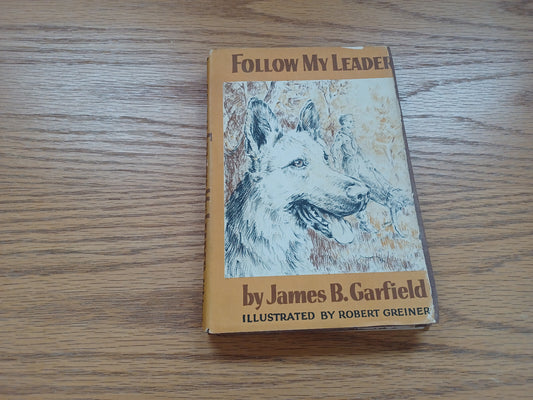 FOLLOW MY LEADER
by James B. Garfield
ILLUSTRATED BY ROBERT GREINER